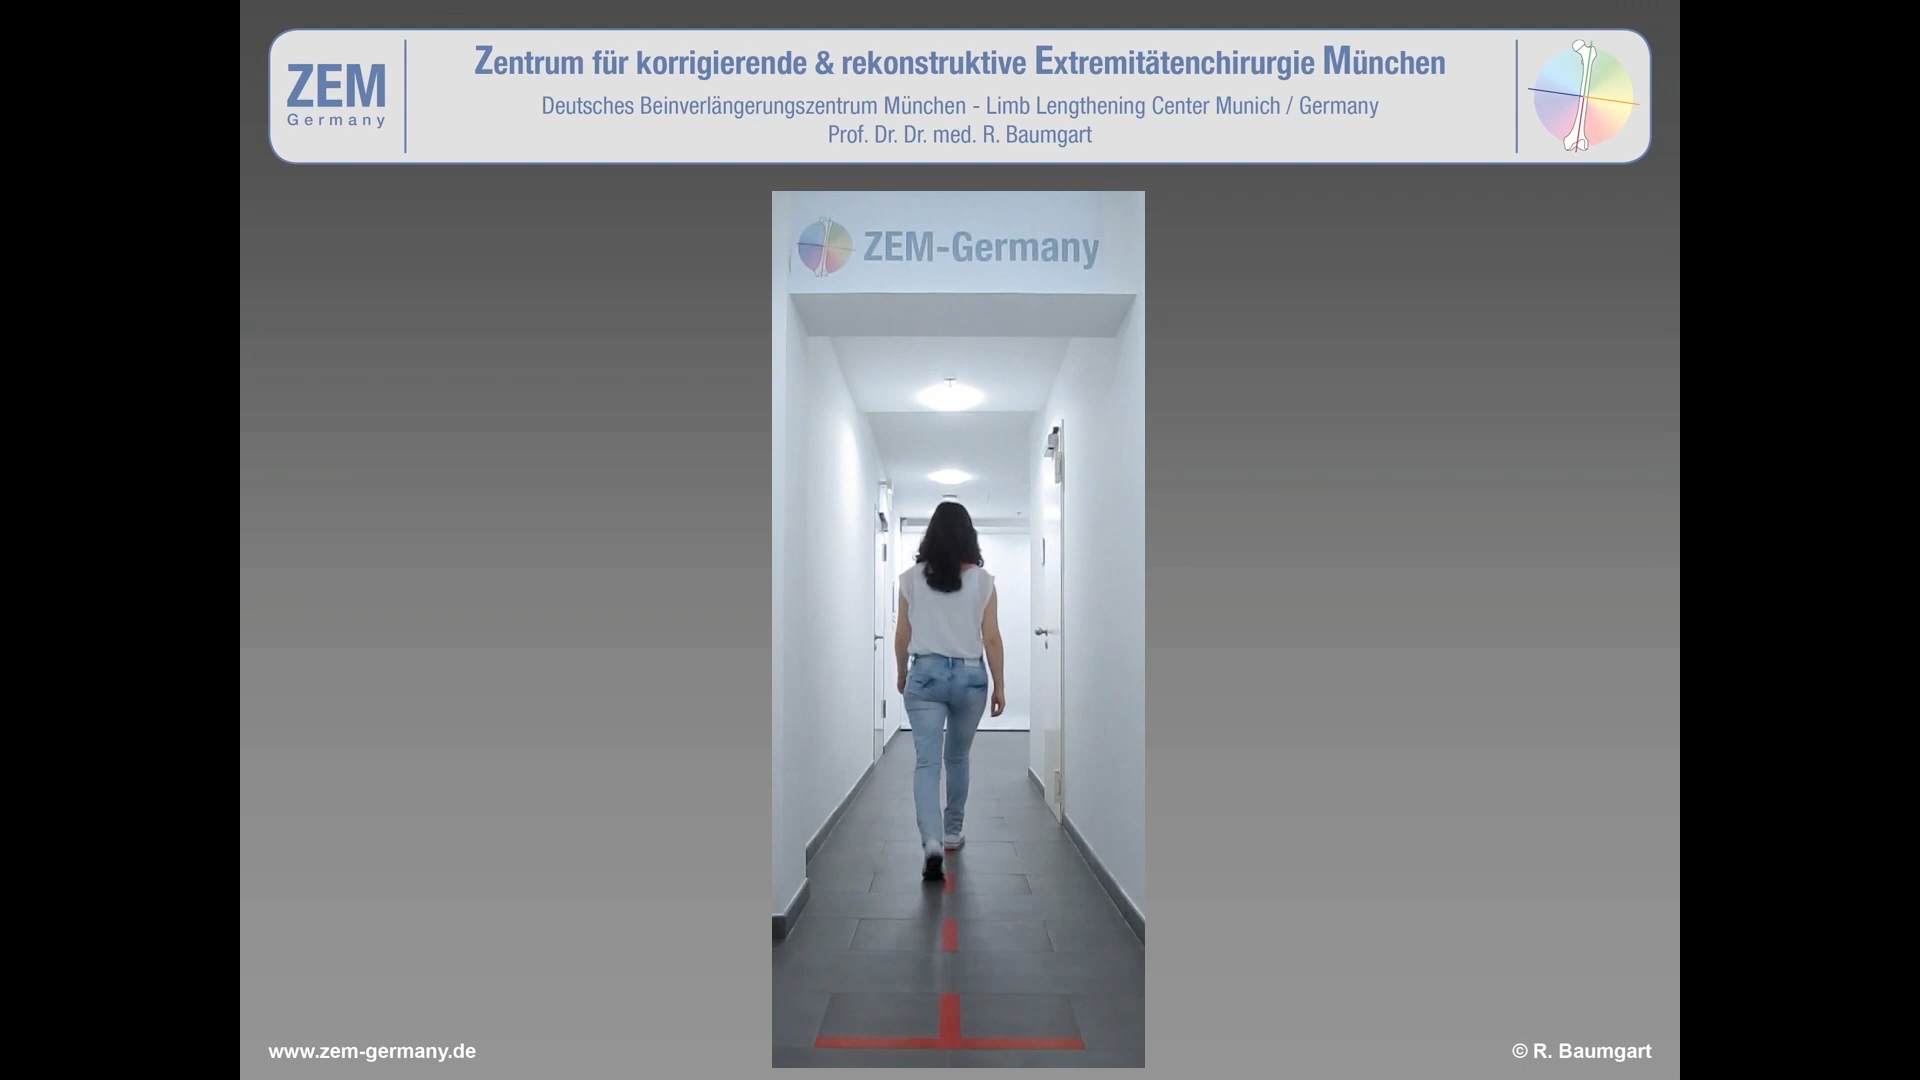 ZEM
Germany
Zentrum für korrigierende & rekonstruktive Extremitätenchirurgie München
Deutsches Beinverlängerungszentrum München - Limb Lengthening Center Munich / Germany
Prof. Dr. Dr. med. R. Baumgart
ZEM-Germany
www.zem-germany.de
© R. Baumgart